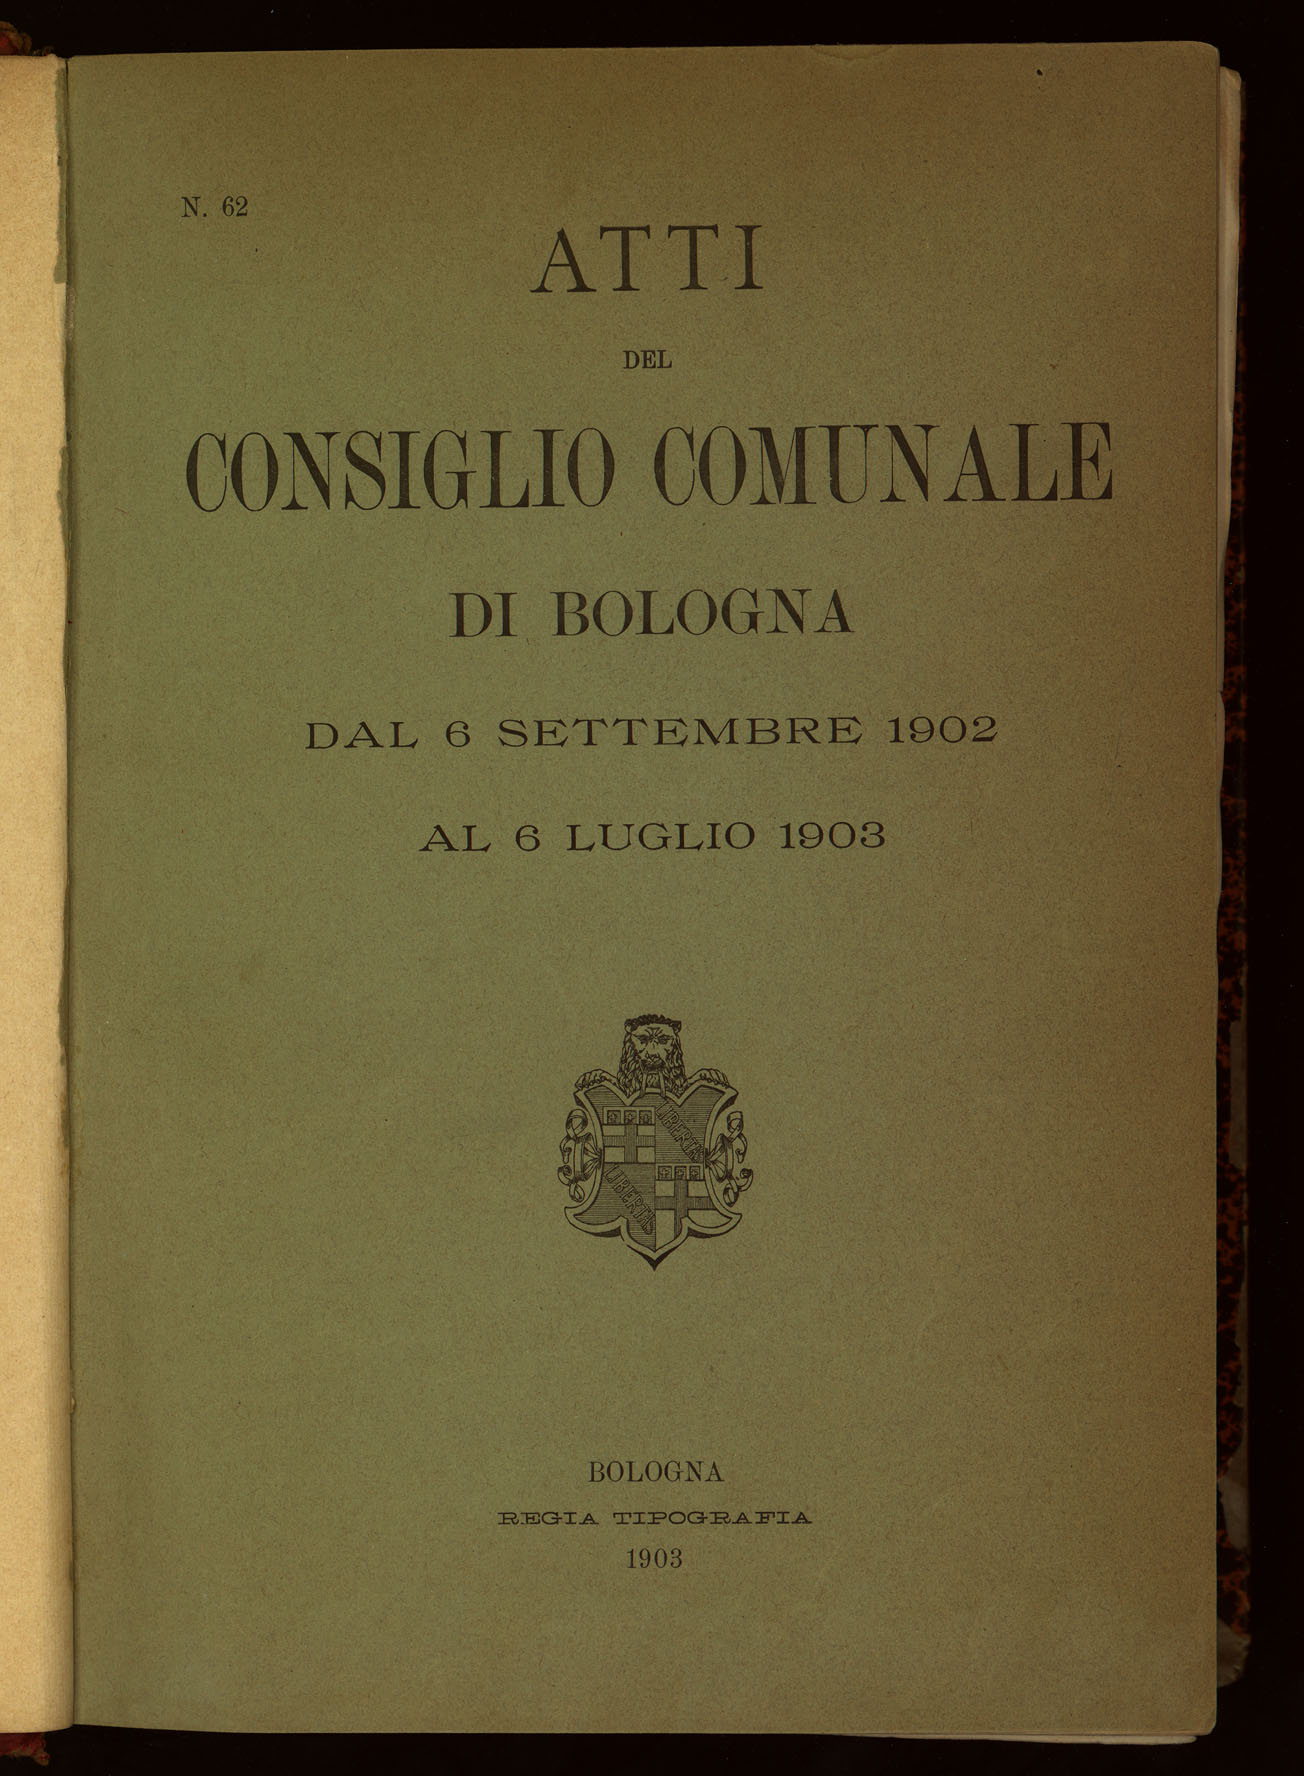 N. 62
ATTI
DEL
CONSIGLIO COMUNALE
DI BOLOGNA
DAL 6 SETTEMBRE 1902
AL 6 LUGLIO 1903
LIBERTAS
LIBERTAS
BOLOGNA
REGIA TIPOGRAFIA
1903